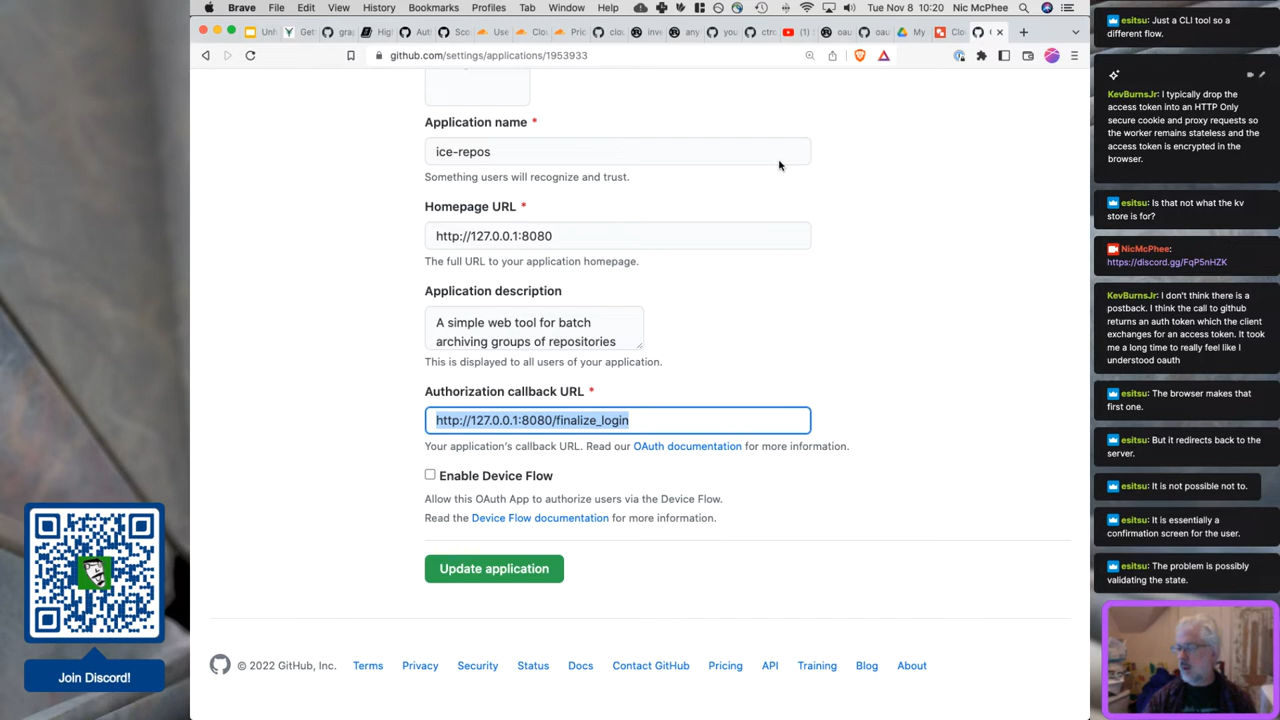 Brave File Edit View History Bookmarks Profiles Tab Window Help Tue Nov 8 10:20 Nic McPhee
github.com/settings/applications/1953933
Application name *
ice-repos
Something users will recognize and trust.
Homepage URL *
http://127.0.0.1:8080
The full URL to your application homepage.
Application description
A simple web tool for batch
archiving groups of repositories
This is displayed to all users of your application.
Authorization callback URL *
http://127.0.0.1:8080/finalize_login
Your application's callback URL. Read our OAuth documentation for more information.
Enable Device Flow
Allow this OAuth App to authorize users via the Device Flow.
Read the Device Flow documentation for more information.
Update application
© 2022 GitHub, Inc. Terms Privacy Security Status Docs Contact GitHub Pricing API Training Blog About
Join Discord!
esitsu: Just a CLI tool so a
different flow.
KevBurnsJr: I typically drop the
access token into an HTTP Only
secure cookie and proxy requests so
the worker remains stateless and the
access token is encrypted in the
browser.
esitsu: Is that not what the kv
store is for?
NicMcPhee:
https://discord.gg/FqP5nHZK
KevBurnsJr: I don't think there is a
postback. I think the call to github
returns an auth token which the client
exchanges for an access token. It took
me a long time to really feel like I
understood oauth
esitsu: The browser makes that
first one.
esitsu: But it redirects back to the
server.
esitsu: It is not possible not to.
esitsu: It is essentially a
confirmation screen for the user.
esitsu: The problem is possibly
validating the state.